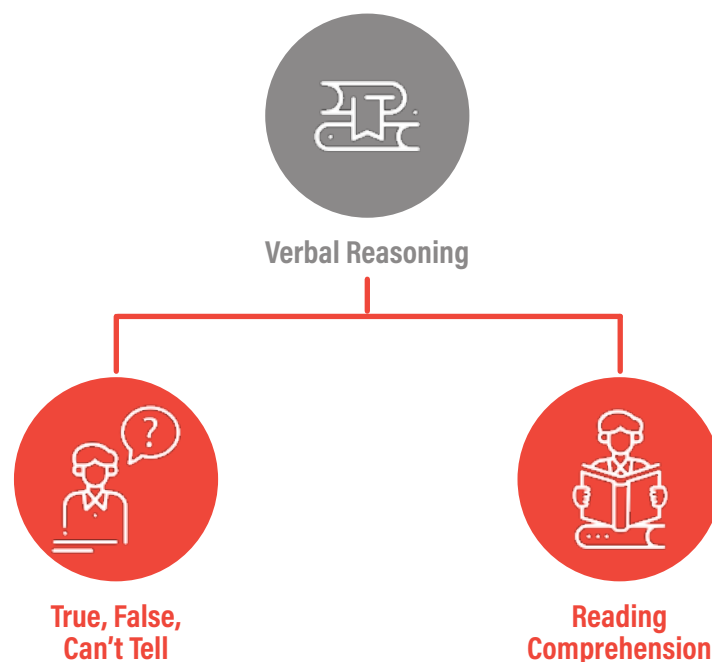 Verbal Reasoning
?
True, False,
Can't Tell
Reading
Comprehension